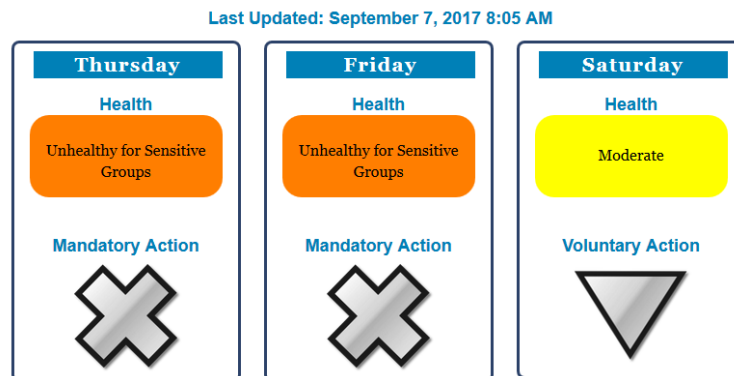 Last Updated: September 7, 2017 8:05 AM
Thursday
Health
Unhealthy for Sensitive
Groups
Mandatory Action
Friday
Health
Unhealthy for Sensitive
Groups
Mandatory Action
Saturday
Health
Moderate
Voluntary Action